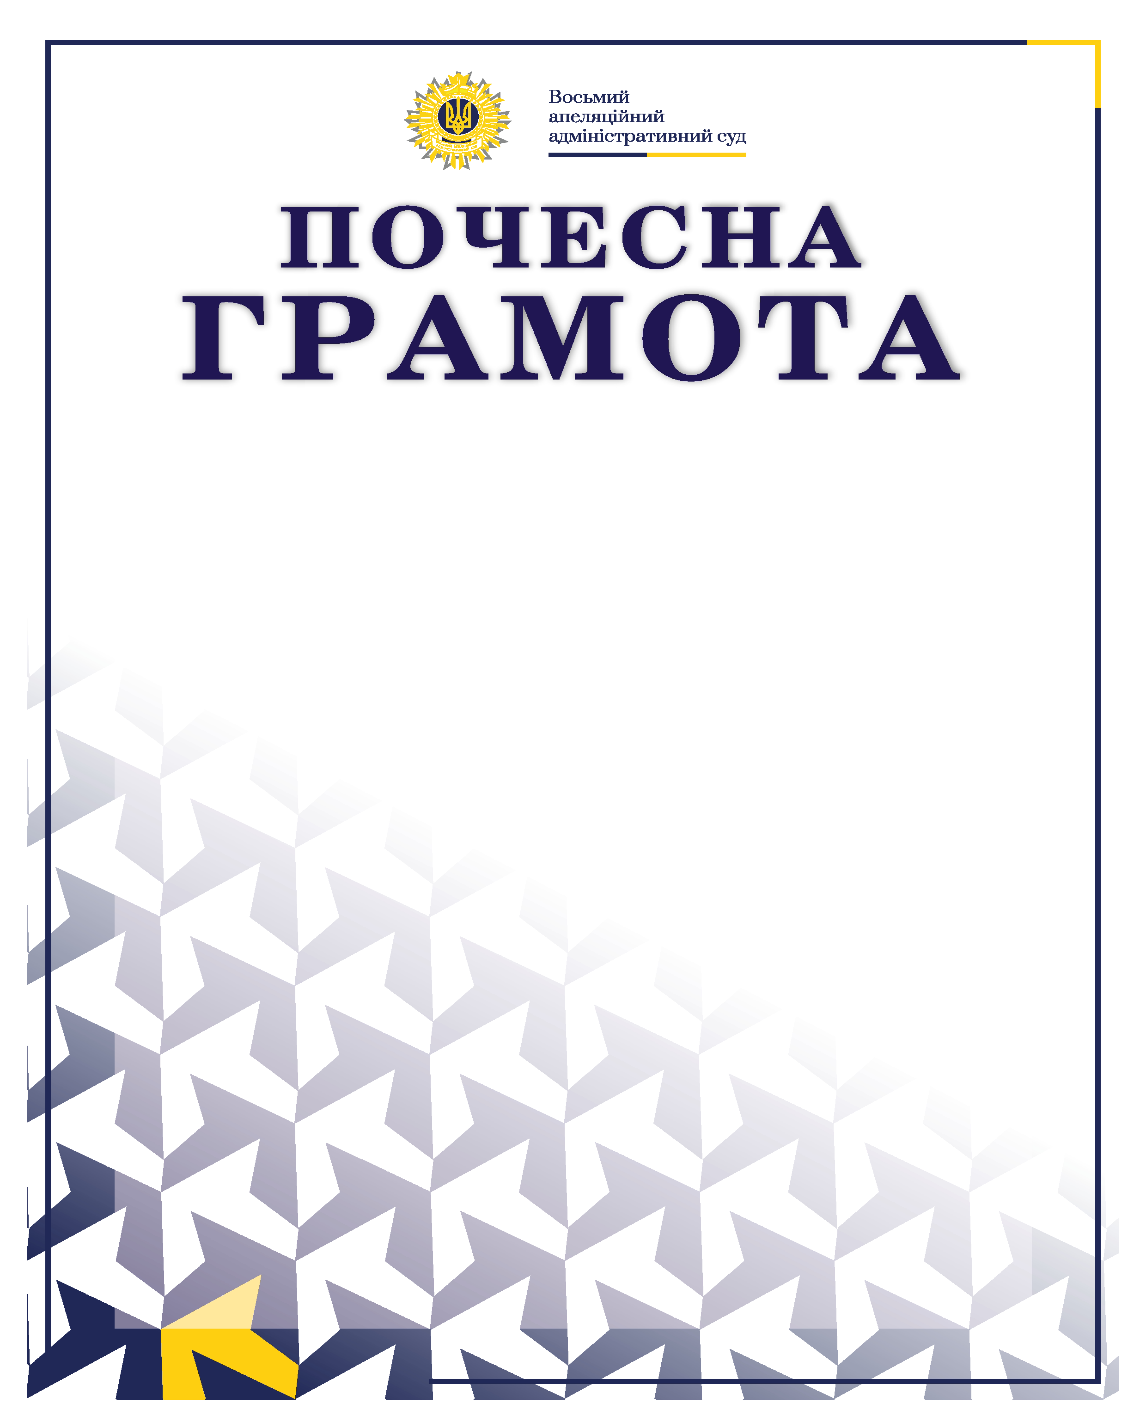 Восьмий
апеляційний
адміністративний суд
ПОЧЕСНА
ГРАМОТА